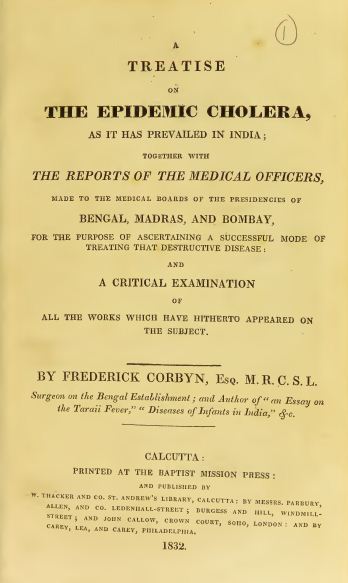 1
A
TREATISE
ON
THE EPIDEMIC CHOLERA,
AS IT HAS PREVAILED IN INDIA;
TOGETHER WITH
THE REPORTS OF THE MEDICAL OFFICERS,
MADE TO THE MEDICAL BOARDS OF THE PRESIDENCIES OF
BENGAL, MADRAS, AND BOMBAY,
FOR THE PURPOSE OF ASCERTAINING A SUCCESSFUL MODE OF
TREATING THAT DESTRUCTIVE DISEASE:
AND
A CRITICAL EXAMINATION
OF
ALL THE WORKS WHICH HAVE HITHERTO APPEARED ON
THE SUBJECT.
BY FREDERICK CORBYN, ESQ. M. R. C. S. L.
Surgeon on the Bengal Establishment; and Author of "an Essay on
the Taraii Fever," "Diseases of Infants in India," &c.
CALCUTTA:
PRINTED AT THE BAPTIST MISSION PRESS:
AND PUBLISHED BY
W. THACKER AND CO. ST. ANDREW'S LIBRARY, CALCUTTA: BY MESSRS. PARBURY,
ALLEN, AND CO. LEDENHALL-STREET; BURGESS AND HILL, WINDMILL-
STREET; AND JOHN CALLOW, CROWN COURT, SOHO, LONDON: AND BY
CAREY, LEA, AND CAREY, PHILADELPHIA.
1832.